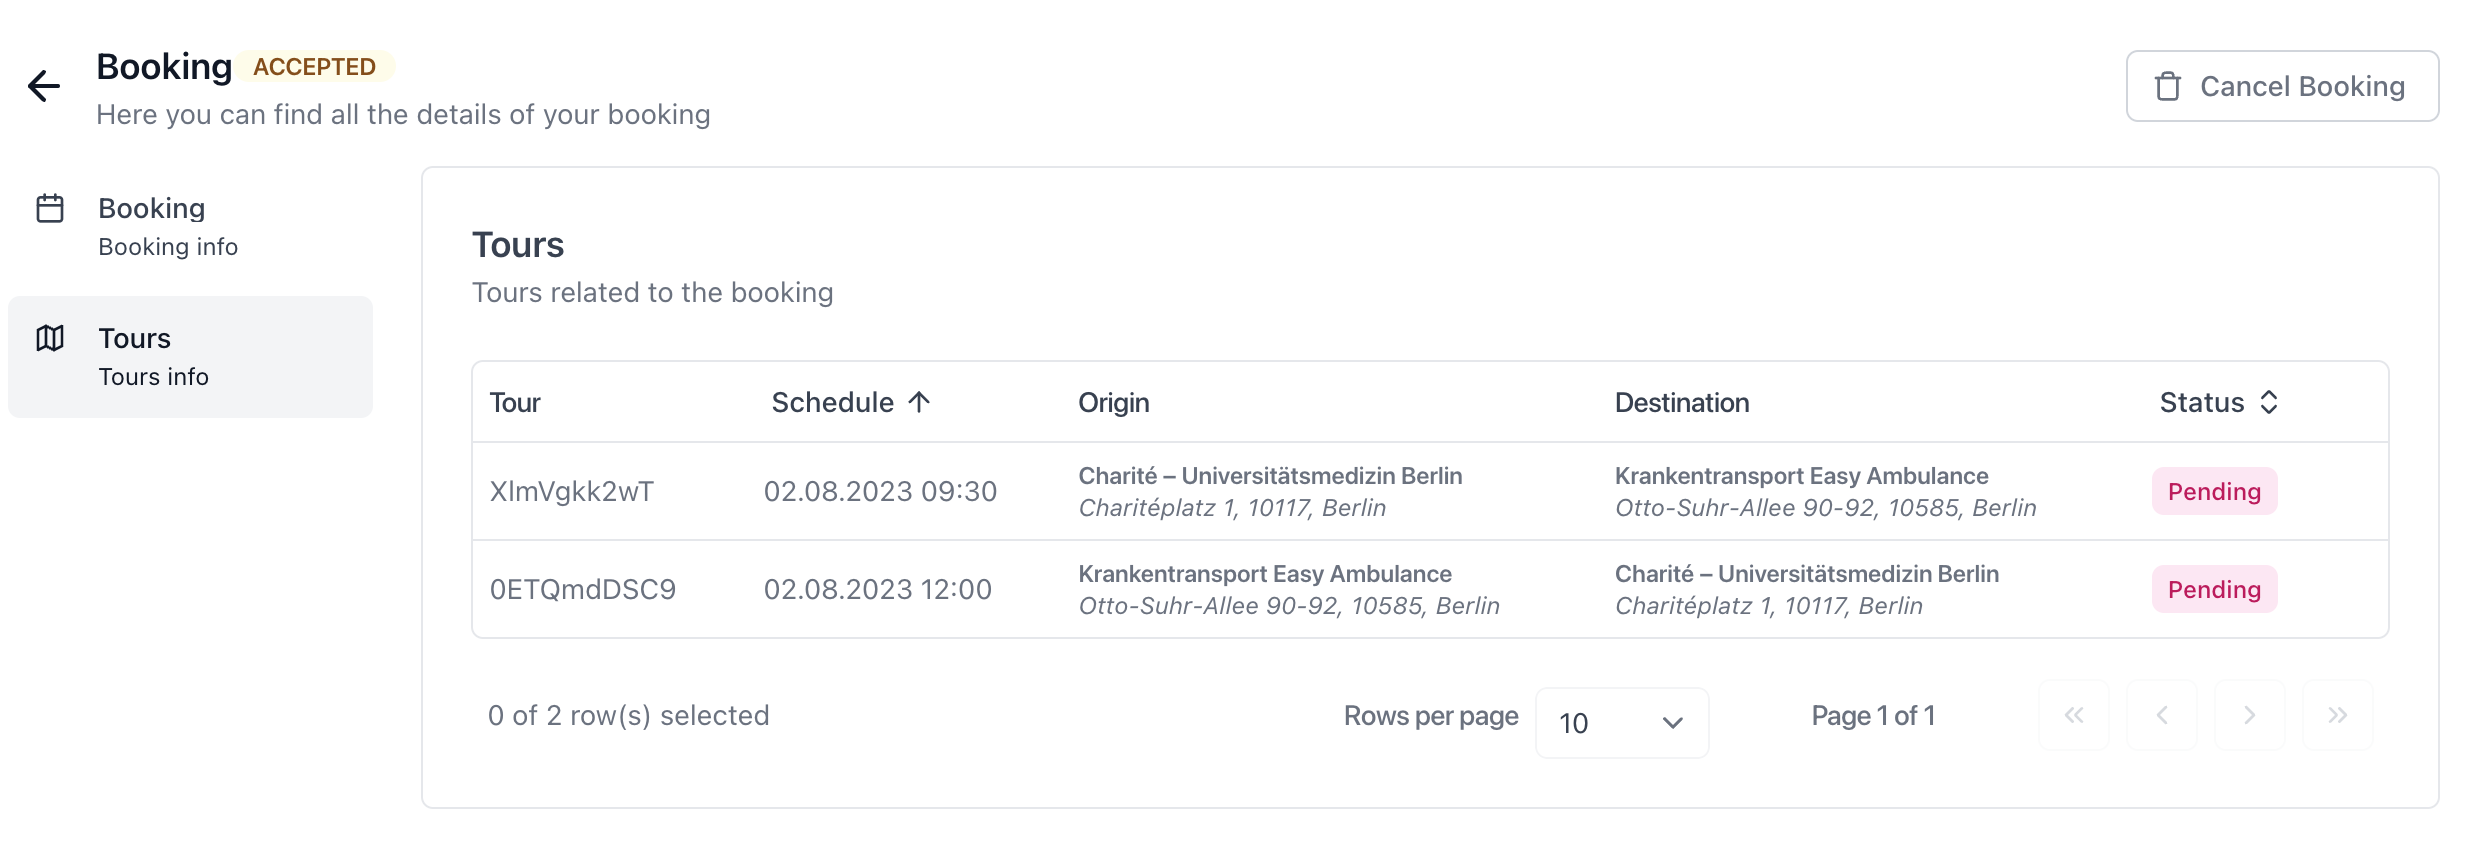 Booking ACCEPTED
Here you can find all the details of your booking
Cancel Booking
Booking
Booking info
Tours
Tours info
Tours
Tours related to the booking
Tour Schedule Origin Destination Status
XlmVgkk2wT 02.08.2023 09:30 Charité – Universitätsmedizin Berlin Krankentransport Easy Ambulance Pending
Charitéplatz 1, 10117, Berlin Otto-Suhr-Allee 90-92, 10585, Berlin
0ETQmdDSC9 02.08.2023 12:00 Krankentransport Easy Ambulance Charité – Universitätsmedizin Berlin Pending
Otto-Suhr-Allee 90-92, 10585, Berlin Charitéplatz 1, 10117, Berlin
0 of 2 row(s) selected Rows per page 10 Page 1 of 1